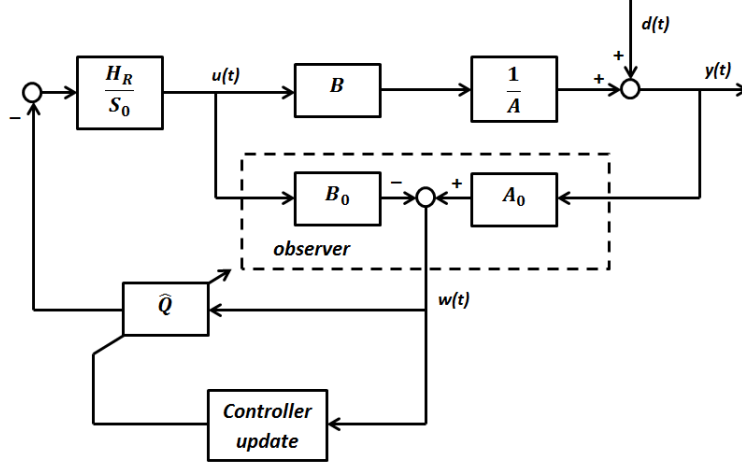 d(t)
+
H_R
S_0
u(t)
B
1
A
+
y(t)
−
B_0
−
+
A_0
observer
Q̂
w(t)
Controller
update